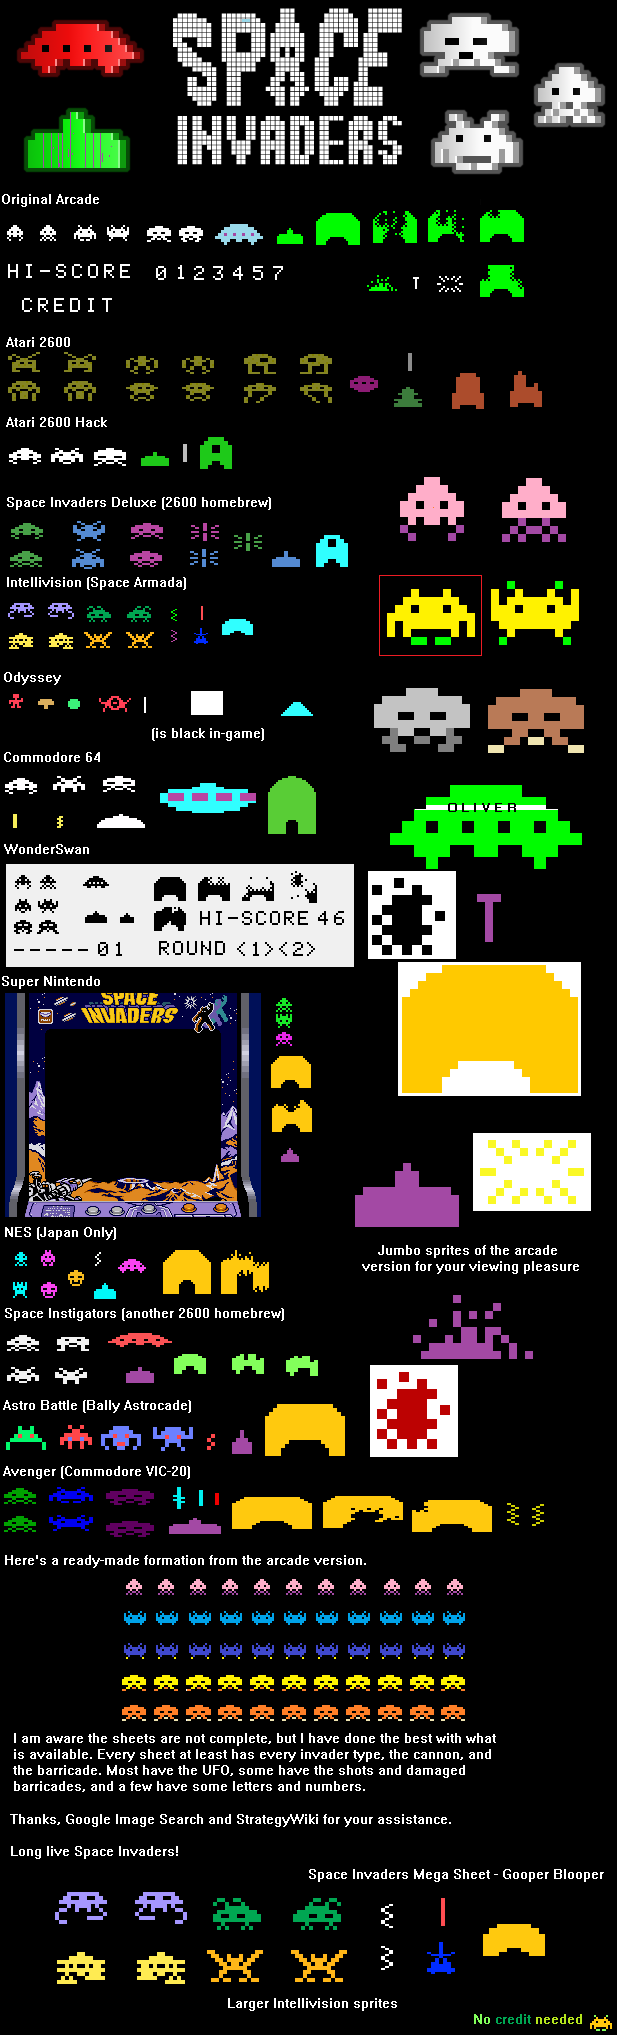 SPACE
INVADERS
Original Arcade
HI-SCORE 0123457
CREDIT
Atari 2600
Atari 2600 Hack
Space Invaders Deluxe (2600 homebrew)
Intellivision (Space Armada)
Odyssey
(is black in-game)
Commodore 64
OLIVER
WonderSwan
HI-SCORE 46
-----01 ROUND <1><2>
Super Nintendo
SPACE
INVADERS
NES (Japan Only)
Jumbo sprites of the arcade
version for your viewing pleasure
Space Instigators (another 2600 homebrew)
Astro Battle (Bally Astrocade)
Avenger (Commodore VIC-20)
Here's a ready-made formation from the arcade version.
I am aware the sheets are not complete, but I have done the best with what
is available. Every sheet at least has every invader type, the cannon, and
the barricade. Most have the UFO, some have the shots and damaged
barricades, and a few have some letters and numbers.
Thanks, Google Image Search and StrategyWiki for your assistance.
Long live Space Invaders!
Space Invaders Mega Sheet - Gooper Blooper
Larger Intellivision sprites
No credit needed